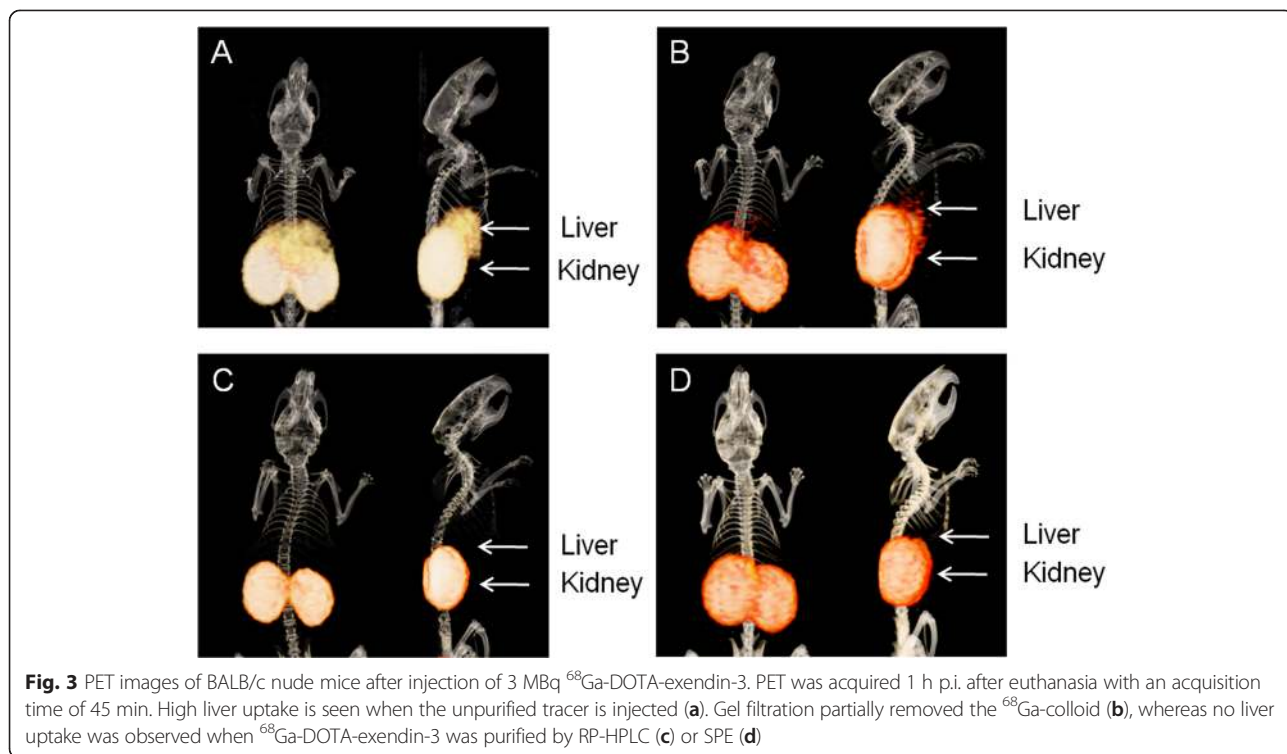 A
Liver
Kidney
B
Liver
Kidney
C
Liver
Kidney
D
Liver
Kidney
Fig. 3 PET images of BALB/c nude mice after injection of 3 MBq ⁶⁸Ga-DOTA-exendin-3. PET was acquired 1 h p.i. after euthanasia with an acquisition
time of 45 min. High liver uptake is seen when the unpurified tracer is injected (a). Gel filtration partially removed the ⁶⁸Ga-colloid (b), whereas no liver
uptake was observed when ⁶⁸Ga-DOTA-exendin-3 was purified by RP-HPLC (c) or SPE (d)